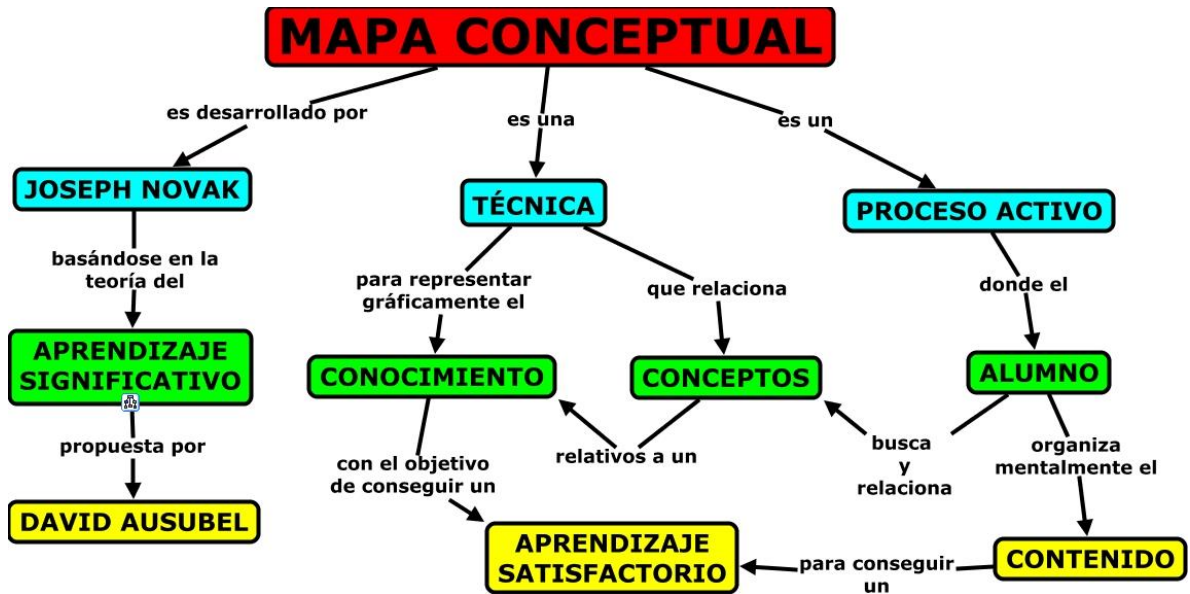 MAPA CONCEPTUAL
es desarrollado por
es una
es un
JOSEPH NOVAK
TÉCNICA
PROCESO ACTIVO
basándose en la
teoría del
para representar
gráficamente el
que relaciona
donde el
APRENDIZAJE
SIGNIFICATIVO
CONOCIMIENTO
CONCEPTOS
ALUMNO
propuesta por
con el objetivo
de conseguir un
relativos a un
busca
y
relaciona
organiza
mentalmente el
DAVID AUSUBEL
APRENDIZAJE
SATISFACTORIO
para conseguir
un
CONTENIDO